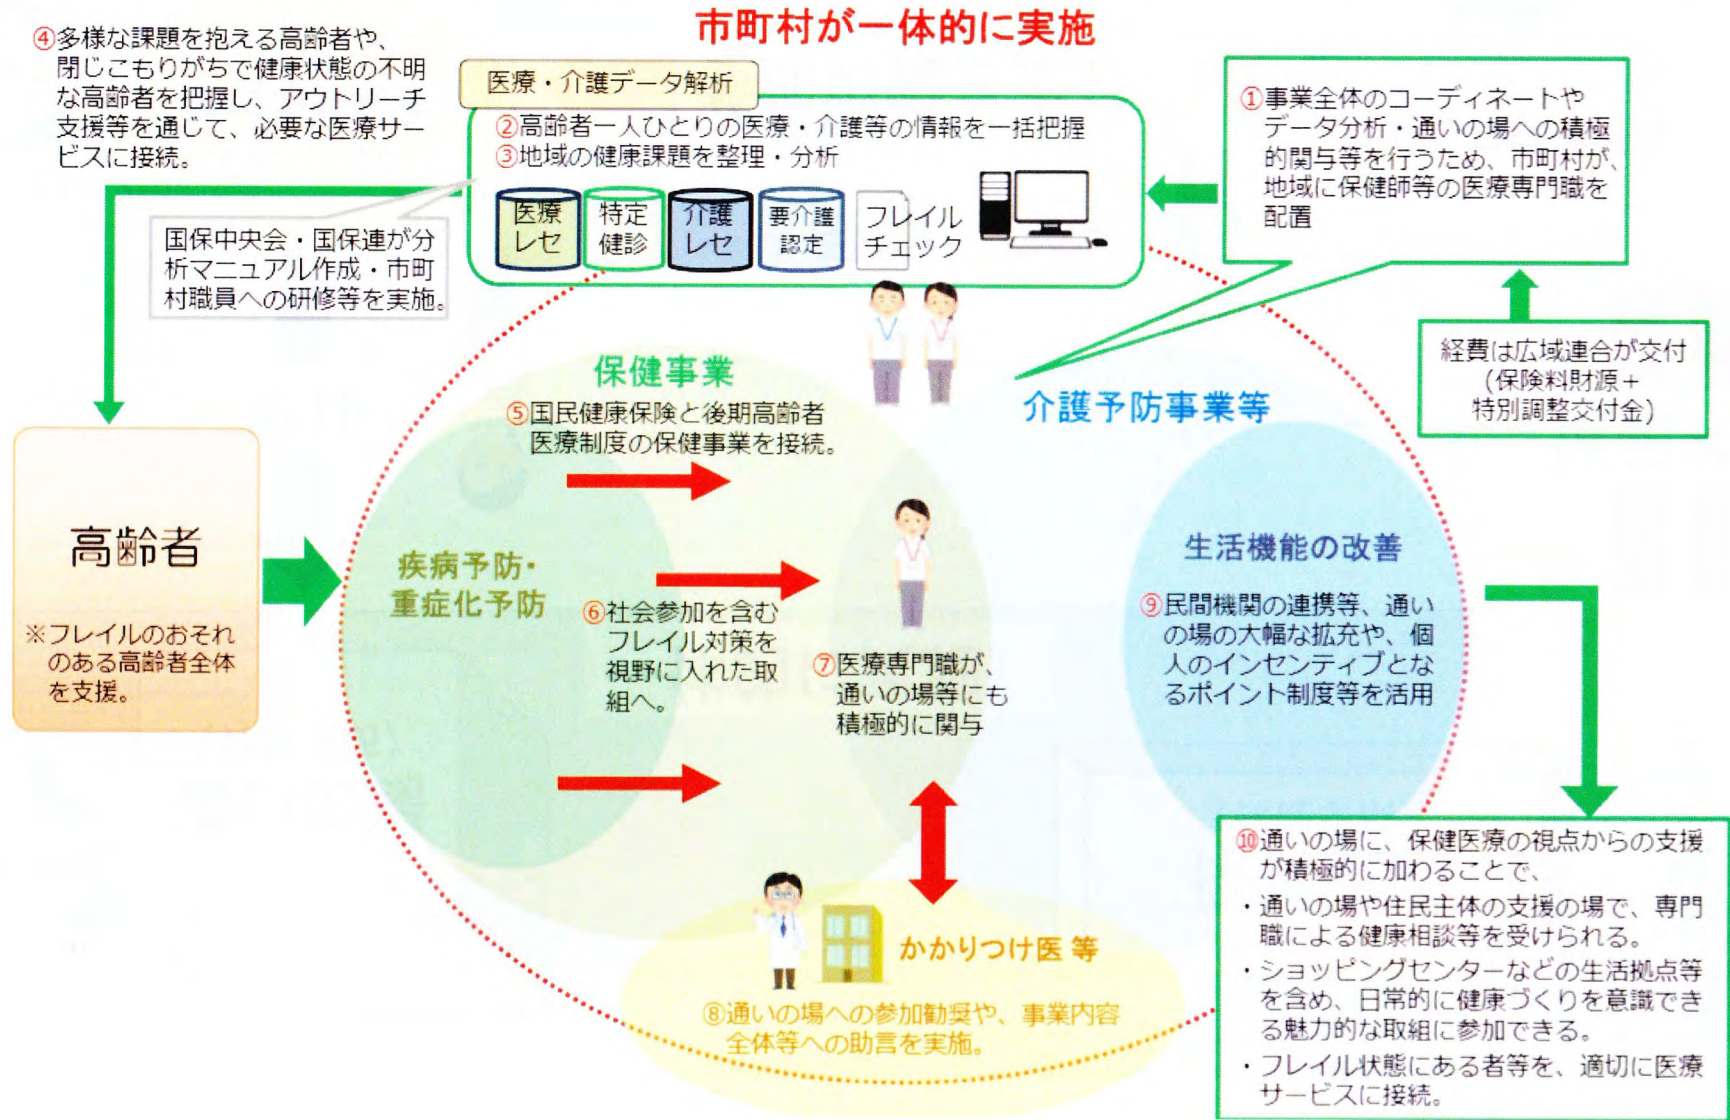 市町村が一体的に実施
④多様な課題を抱える高齢者や、
閉じこもりがちで健康状態の不明
な高齢者を把握し、アウトリーチ
支援等を通じて、必要な医療サー
ビスに接続。
医療・介護データ解析
②高齢者一人ひとりの医療・介護等の情報を一括把握
③地域の健康課題を整理・分析
医療
レセ
特定
健診
介護
レセ
要介護
認定
フレイル
チェック
①事業全体のコーディネートや
データ分析・通いの場への積極
的関与等を行うため、市町村が、
地域に保健師等の医療専門職を
配置
国保中央会・国保連が分
析マニュアル作成・市町
村職員への研修等を実施。
経費は広域連合が交付
(保険料財源＋
特別調整交付金)
保健事業
⑤国民健康保険と後期高齢者
医療制度の保健事業を接続。
介護予防事業等
高齢者
※フレイルのおそれ
のある高齢者全体
を支援。
疾病予防・
重症化予防
⑥社会参加を含む
フレイル対策を
視野に入れた取
組へ。
⑦医療専門職が、
通いの場等にも
積極的に関与
生活機能の改善
⑨民間機関の連携等、通い
の場の大幅な拡充や、個
人のインセンティブとな
るポイント制度等を活用
かかりつけ医 等
⑧通いの場への参加勧奨や、事業内容
全体等への助言を実施。
⑩通いの場に、保健医療の視点からの支援
が積極的に加わることで、
・通いの場や住民主体の支援の場で、専門
職による健康相談等を受けられる。
・ショッピングセンターなどの生活拠点等
を含め、日常的に健康づくりを意識でき
る魅力的な取組に参加できる。
・フレイル状態にある者等を、適切に医療
サービスに接続。